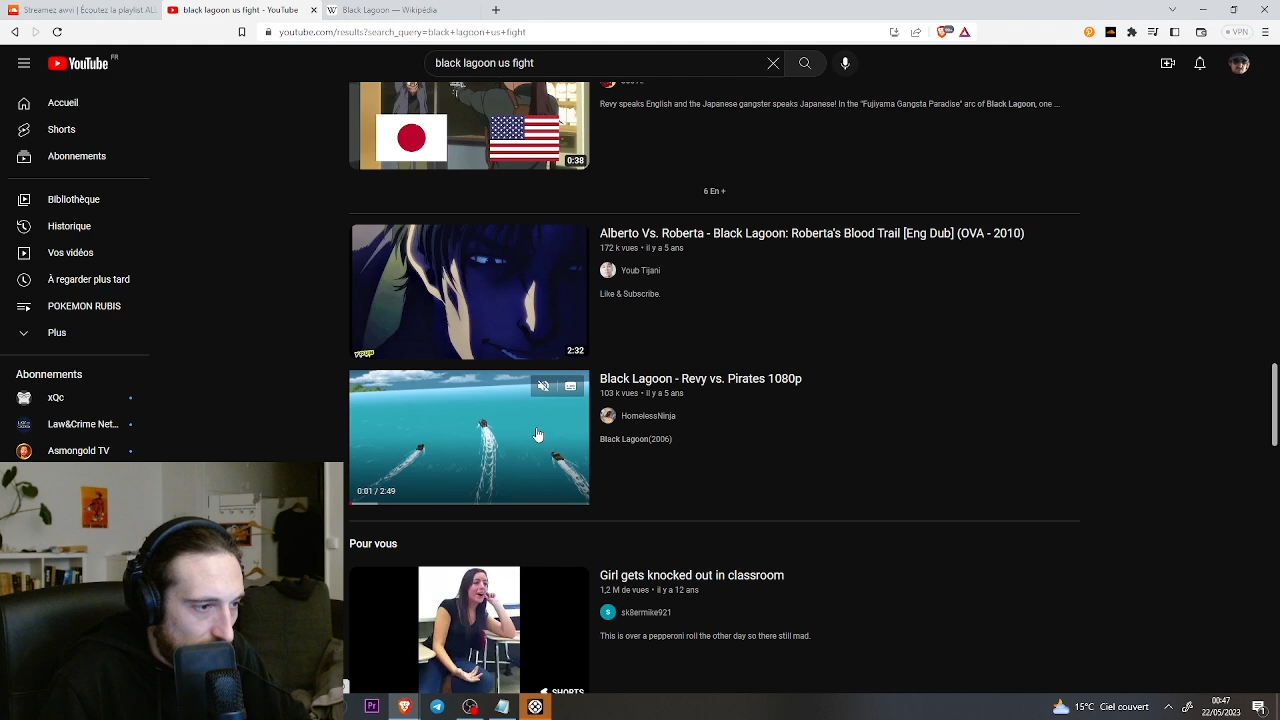 Streamez awvi | Écoutez la playlist ALL
black lagoon us fight - YouTube
Black Lagoon — Wikipédia
youtube.com/results?search_query=black+lagoon+us+fight
VPN
YouTube FR
black lagoon us fight
Accueil
Shorts
Abonnements
Bibliothèque
Historique
Vos vidéos
À regarder plus tard
POKEMON RUBIS
Plus
Abonnements
xQc
Law&Crime Net...
Asmongold TV
Revy speaks English and the Japanese gangster speaks Japanese! In the "Fujiyama Gangsta Paradise" arc of Black Lagoon, one ...
0:38
6 En +
Alberto Vs. Roberta - Black Lagoon: Roberta's Blood Trail [Eng Dub] (OVA - 2010)
172 k vues • il y a 5 ans
Youb Tijani
Like & Subscribe.
2:32
Black Lagoon - Revy vs. Pirates 1080p
103 k vues • il y a 5 ans
HomelessNinja
Black Lagoon(2006)
0:01 / 2:49
Pour vous
Girl gets knocked out in classroom
1,2 M de vues • il y a 12 ans
s
sk8ermike921
This is over a pepperoni roll the other day so there still mad.
SHORTS
Pr
15°C Ciel couvert
00:47
22/05/2023